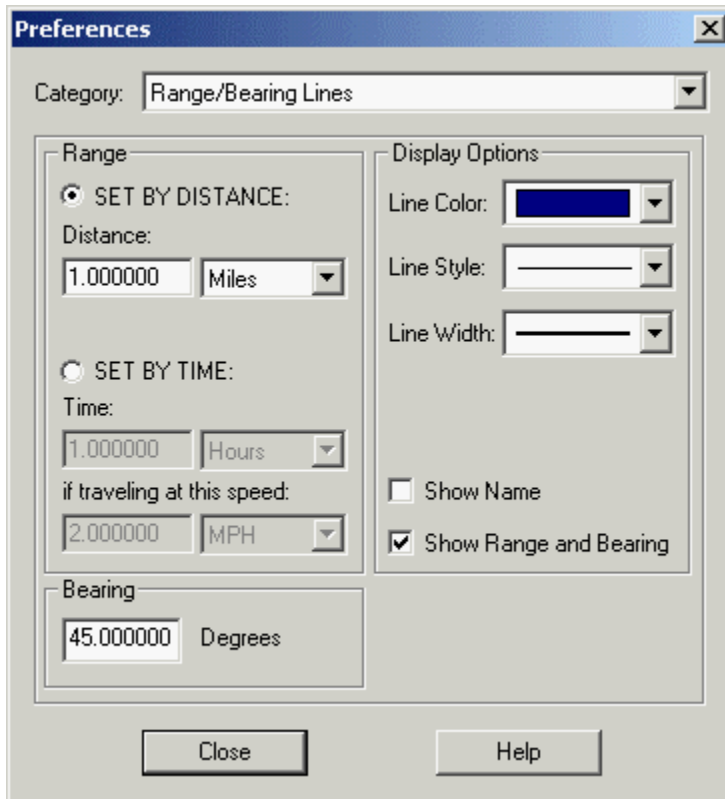 Preferences
Category: Range/Bearing Lines
Range
SET BY DISTANCE:
Distance:
1.000000 Miles
SET BY TIME:
Time:
1.000000 Hours
if traveling at this speed:
2.000000 MPH
Display Options
Line Color:
Line Style:
Line Width:
Show Name
Show Range and Bearing
Bearing
45.000000 Degrees
Close Help